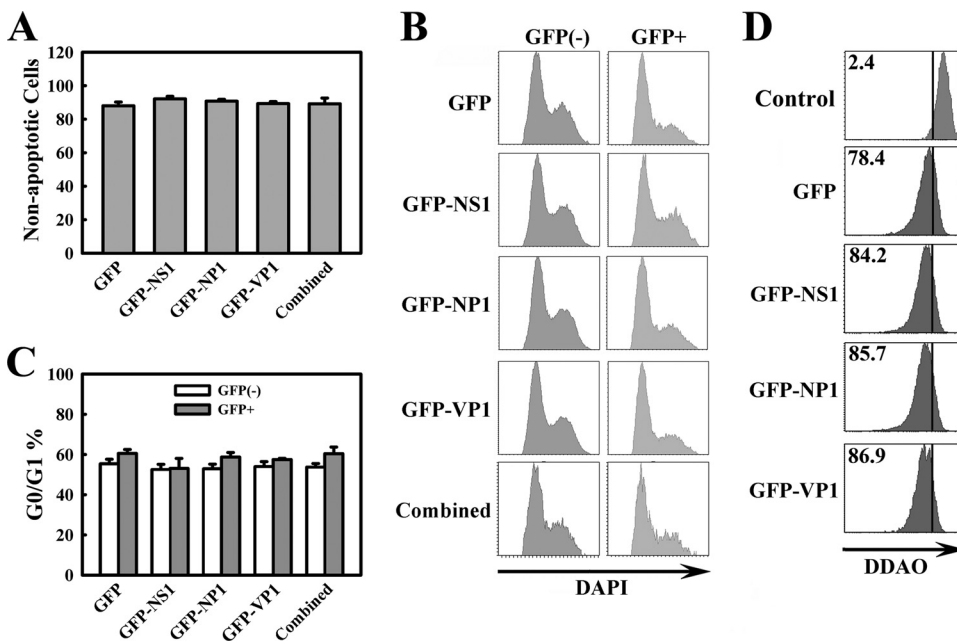 A
Non-apoptotic Cells
120
100
80
60
40
20
0
GFP
GFP-NS1
GFP-NP1
GFP-VP1
Combined
B
GFP(-)
GFP+
GFP
GFP-NS1
GFP-NP1
GFP-VP1
Combined
DAPI
C
G0/G1 %
100
80
60
40
20
0
GFP(-)
GFP+
GFP
GFP-NS1
GFP-NP1
GFP-VP1
Combined
D
Control
2.4
GFP
78.4
GFP-NS1
84.2
GFP-NP1
85.7
GFP-VP1
86.9
DDAO